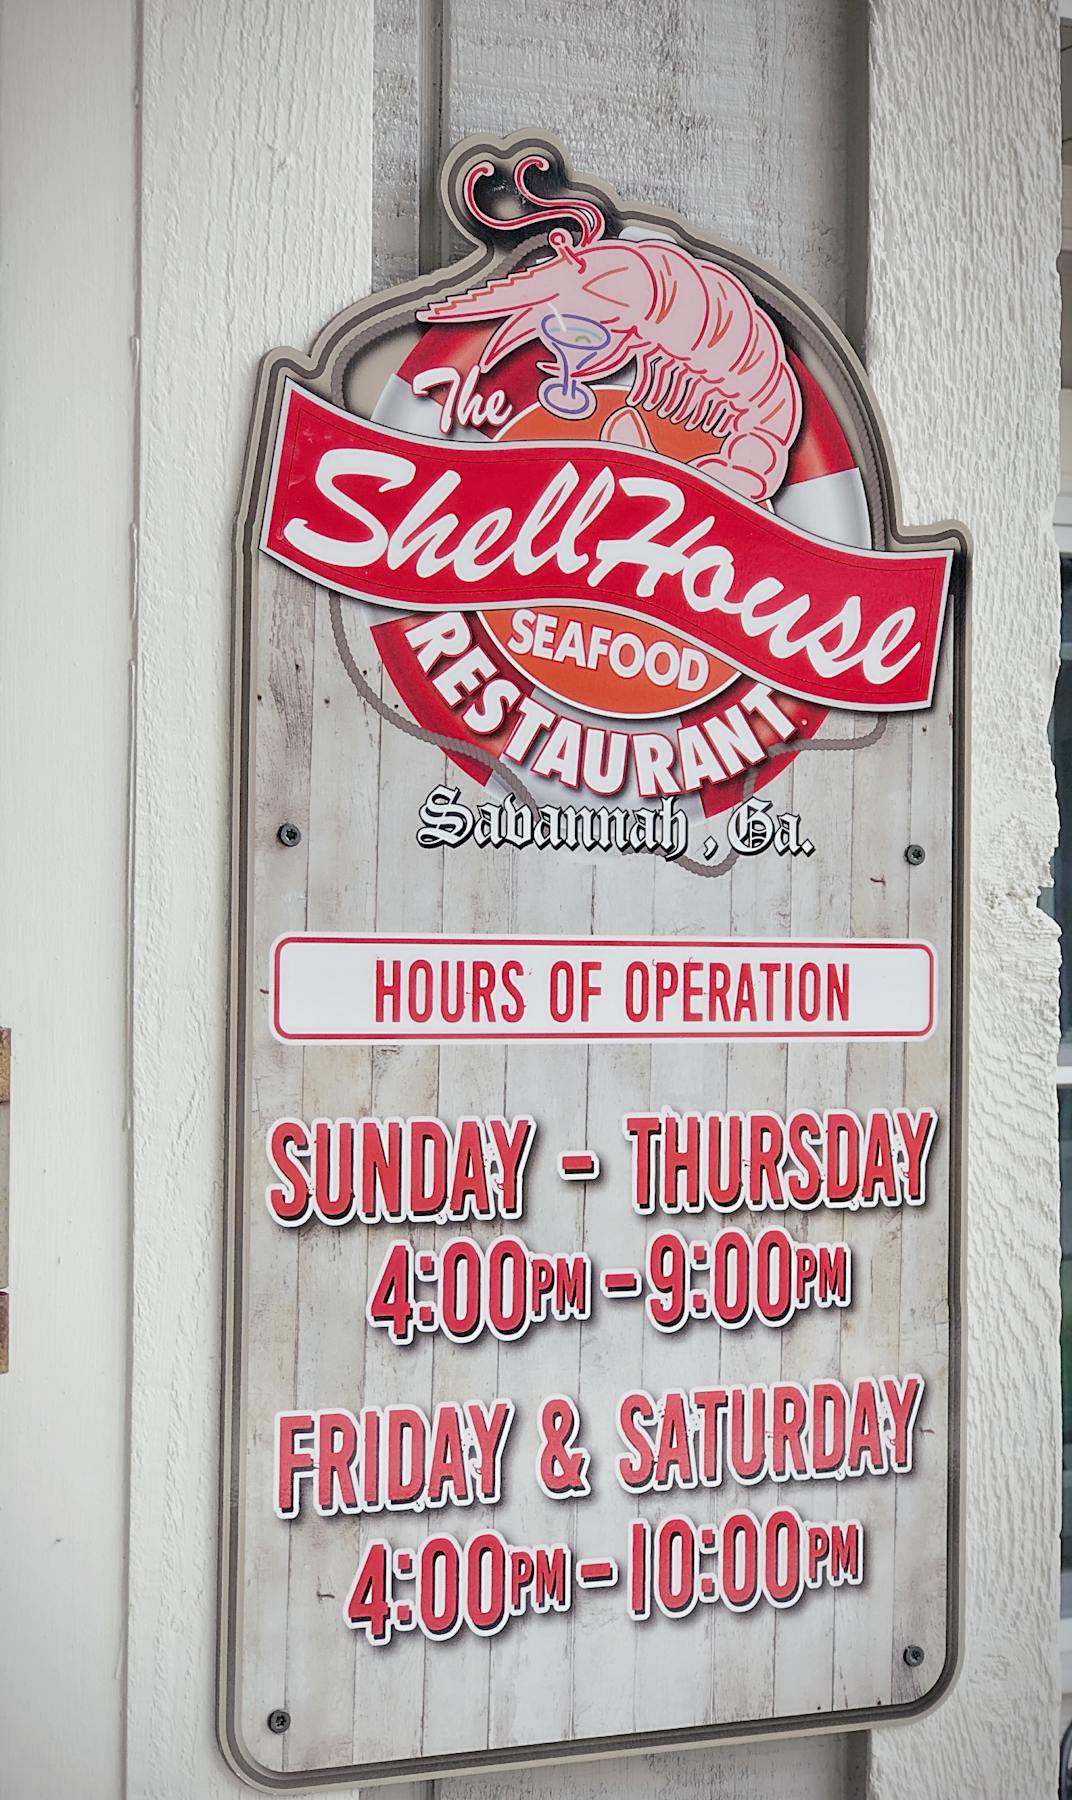 The
ShellHouse
SEAFOOD
RESTAURANT
Savannah, Ga.
HOURS OF OPERATION
SUNDAY - THURSDAY
4:00PM - 9:00PM
FRIDAY & SATURDAY
4:00PM - 10:00PM